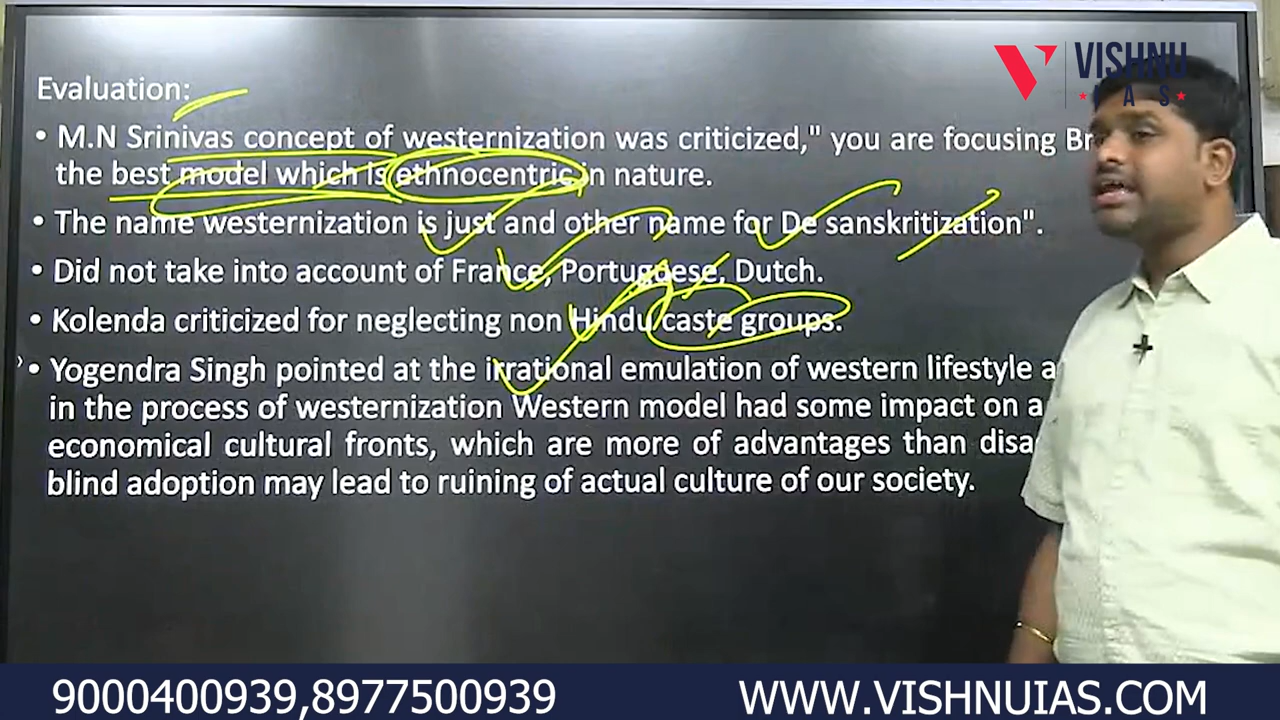 VISHNU
IAS
Evaluation:
• M.N Srinivas concept of westernization was criticized," you are focusing
the best model which is ethnocentric in nature.
• The name westernization is just and other name for De sanskritization".
• Did not take into account of France, Portuguese, Dutch.
• Kolenda criticized for neglecting non Hindu caste groups.
• Yogendra Singh pointed at the irrational emulation of western lifestyle
in the process of westernization Western model had some impact on
economical cultural fronts, which are more of advantages than
blind adoption may lead to ruining of actual culture of our society.
9000400939,8977500939
WWW.VISHNUIAS.COM